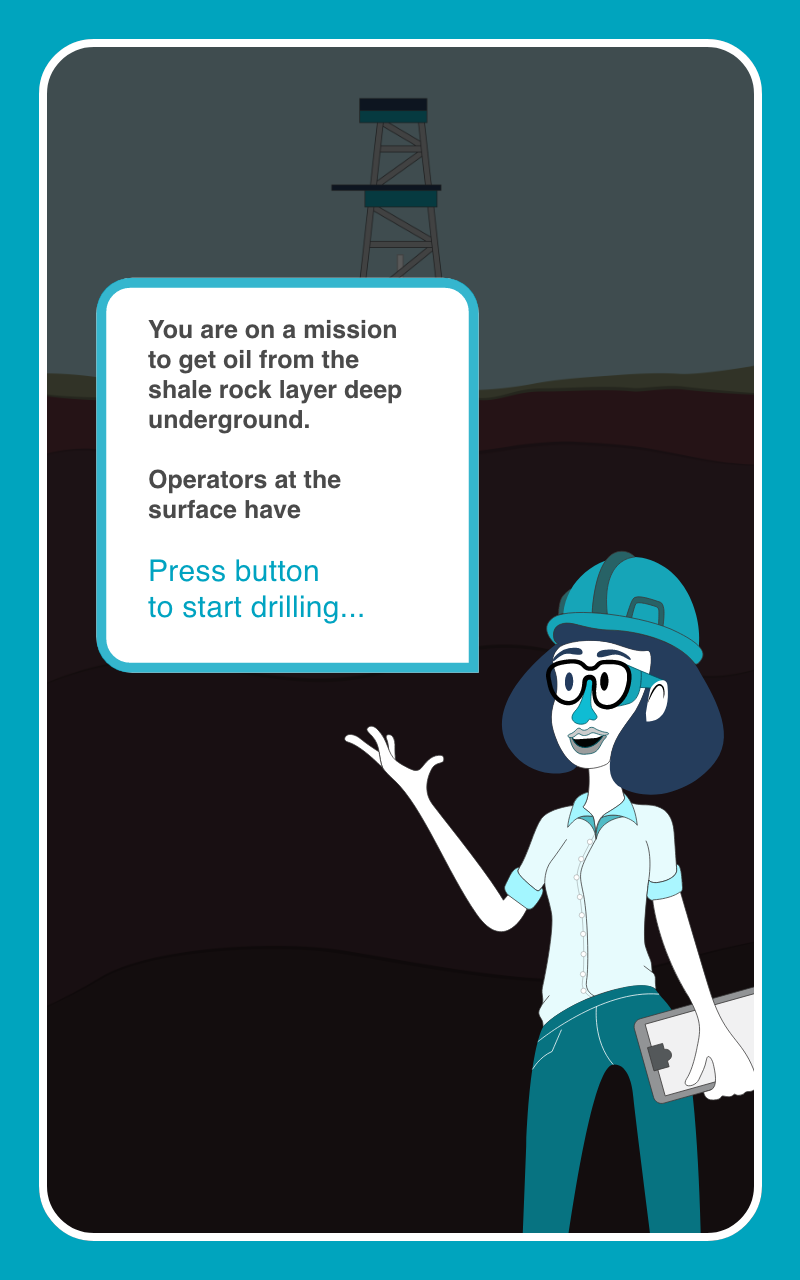 You are on a mission
to get oil from the
shale rock layer deep
underground.
Operators at the
surface have
Press button
to start drilling...